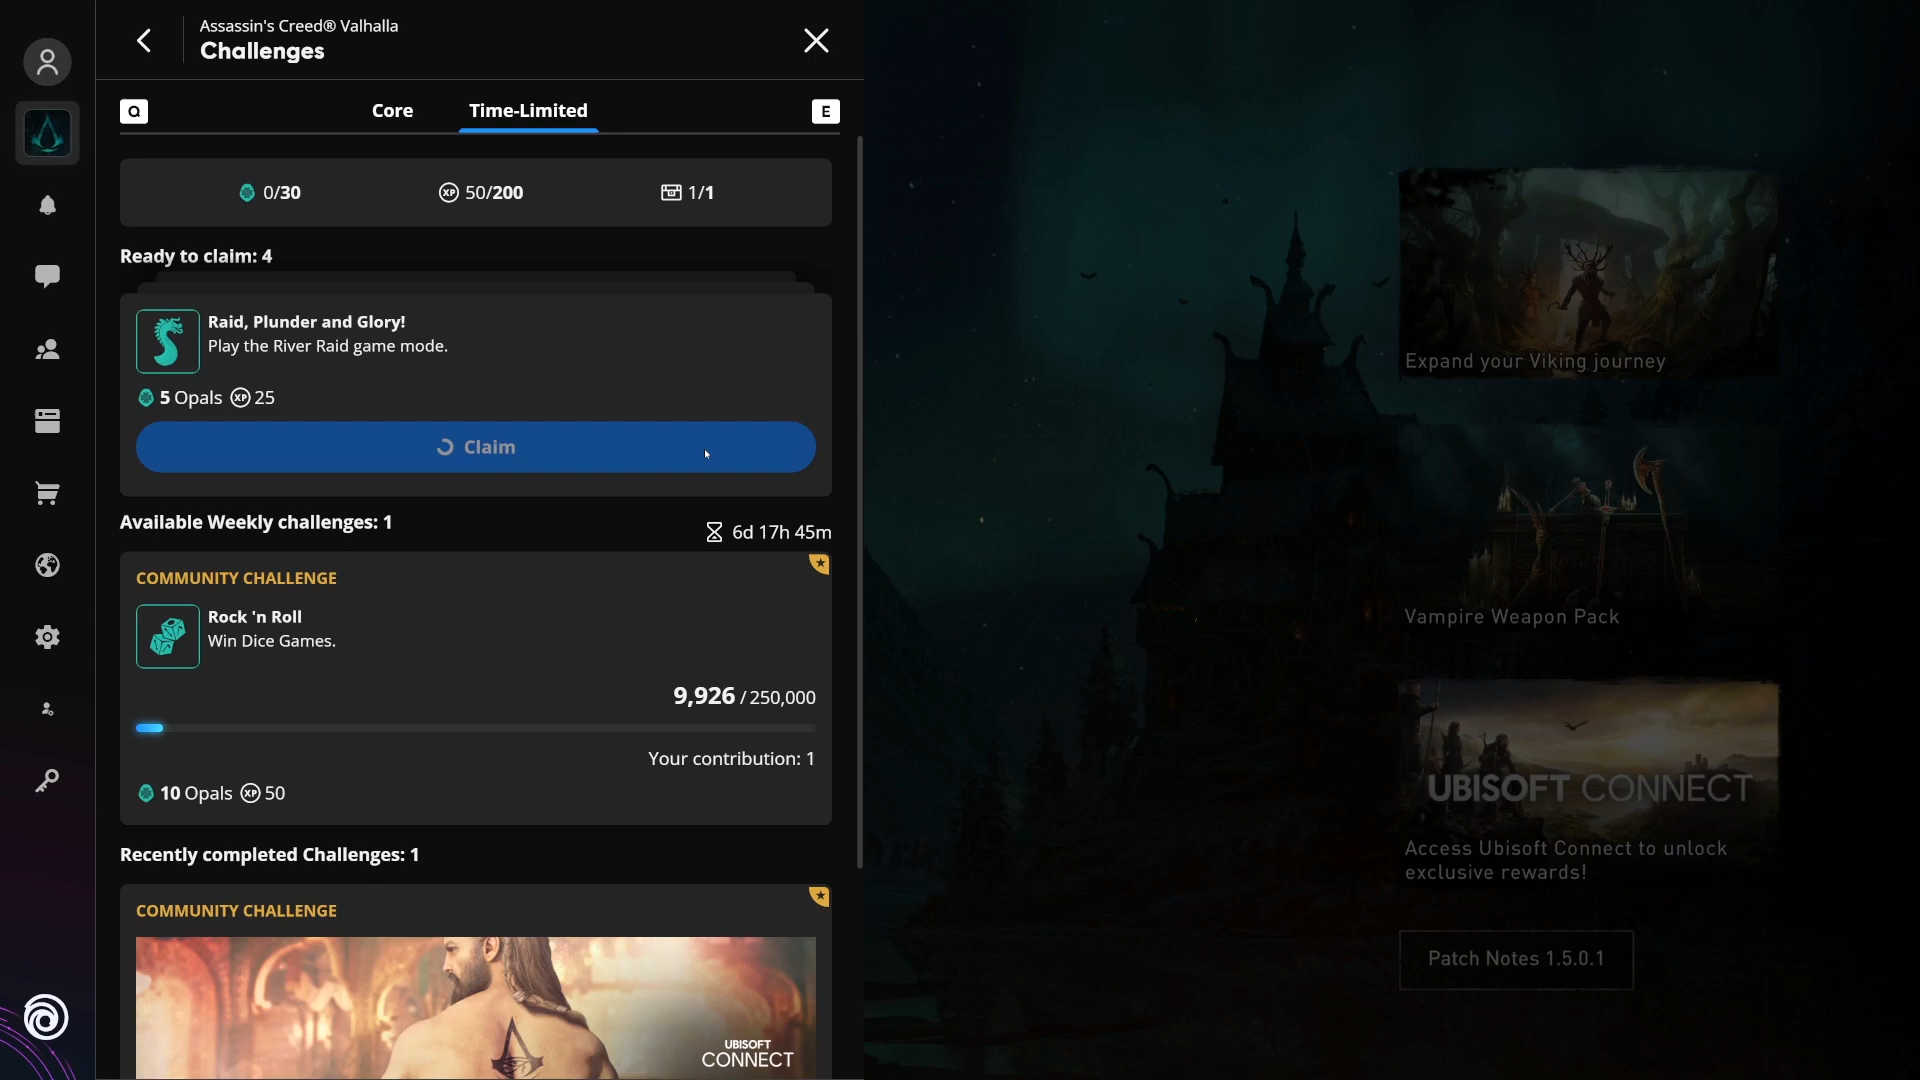 Assassin's Creed® Valhalla
Challenges
Q
Core
Time-Limited
E
0/30
XP 50/200
1/1
Ready to claim: 4
Raid, Plunder and Glory!
Play the River Raid game mode.
5 Opals XP 25
Claim
Available Weekly challenges: 1
6d 17h 45m
COMMUNITY CHALLENGE
Rock 'n Roll
Win Dice Games.
9,926 / 250,000
Your contribution: 1
10 Opals XP 50
Recently completed Challenges: 1
COMMUNITY CHALLENGE
UBISOFT
CONNECT
Expand your Viking journey
Vampire Weapon Pack
UBISOFT CONNECT
Access Ubisoft Connect to unlock
exclusive rewards!
Patch Notes 1.5.0.1